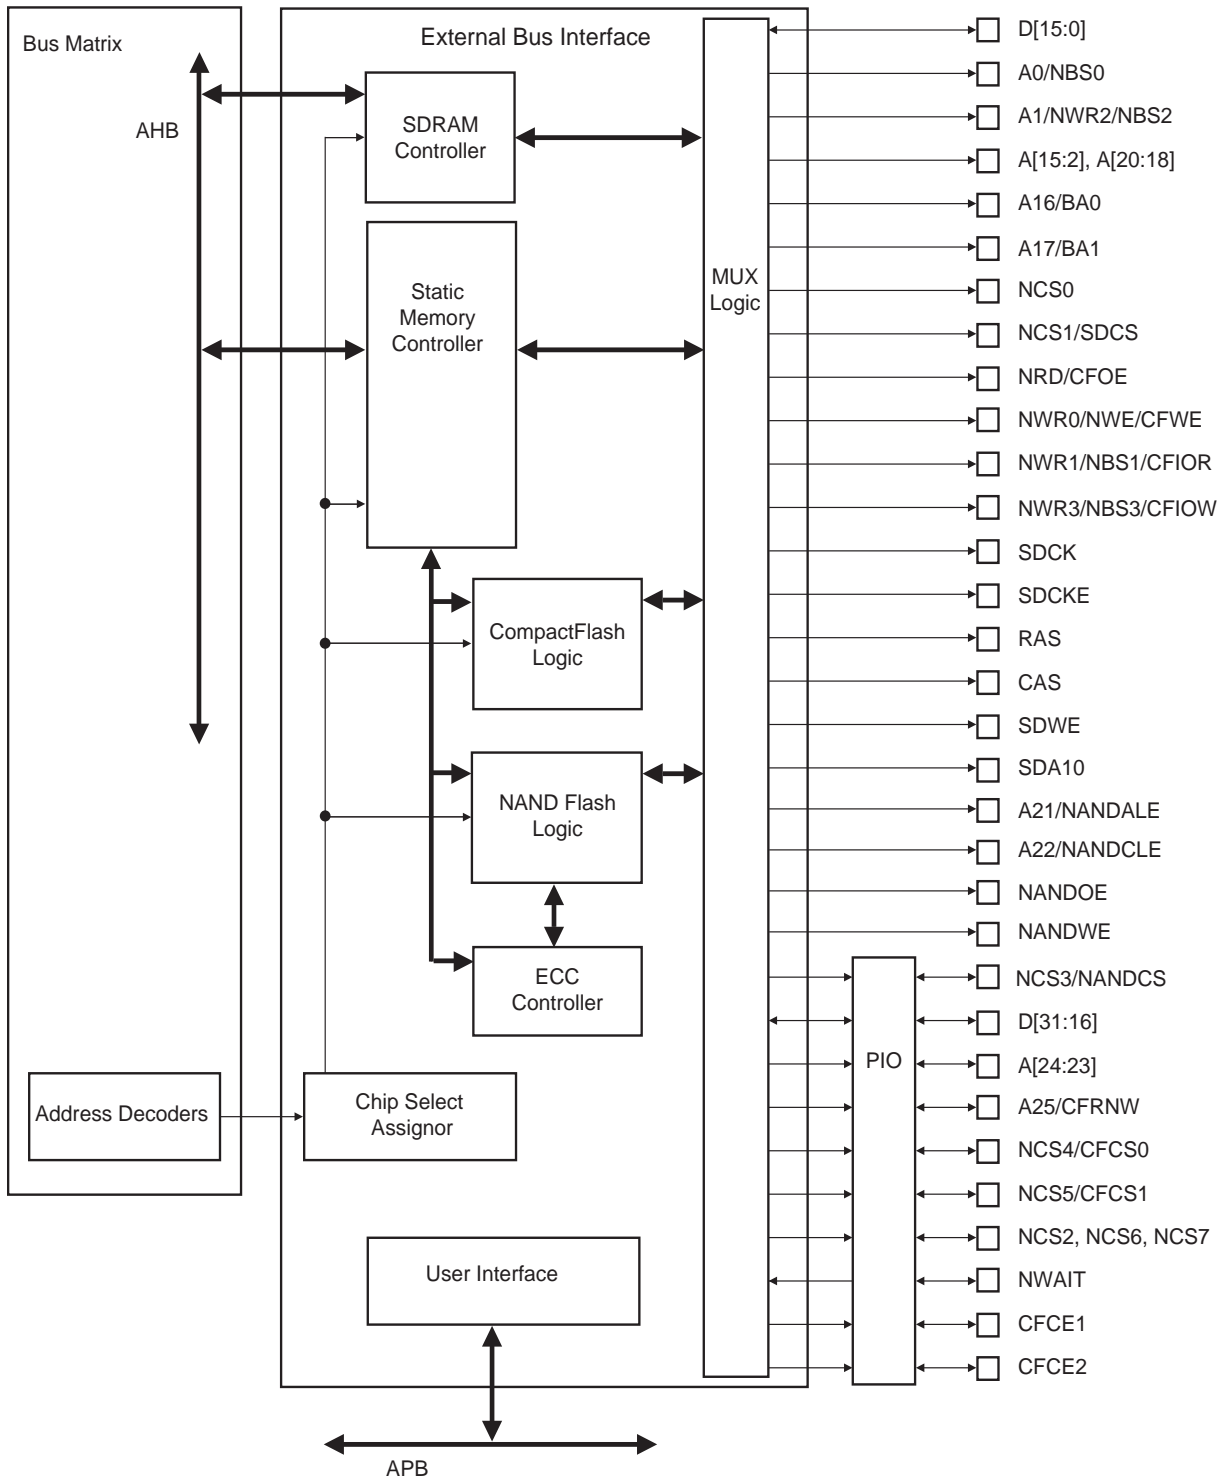 Bus Matrix
AHB
Address Decoders
External Bus Interface
SDRAM
Controller
Static
Memory
Controller
CompactFlash
Logic
NAND Flash
Logic
ECC
Controller
Chip Select
Assignor
User Interface
APB
MUX
Logic
PIO
D[15:0]
A0/NBS0
A1/NWR2/NBS2
A[15:2], A[20:18]
A16/BA0
A17/BA1
NCS0
NCS1/SDCS
NRD/CFOE
NWR0/NWE/CFWE
NWR1/NBS1/CFIOR
NWR3/NBS3/CFIOW
SDCK
SDCKE
RAS
CAS
SDWE
SDA10
A21/NANDALE
A22/NANDCLE
NANDOE
NANDWE
NCS3/NANDCS
D[31:16]
A[24:23]
A25/CFRNW
NCS4/CFCS0
NCS5/CFCS1
NCS2, NCS6, NCS7
NWAIT
CFCE1
CFCE2